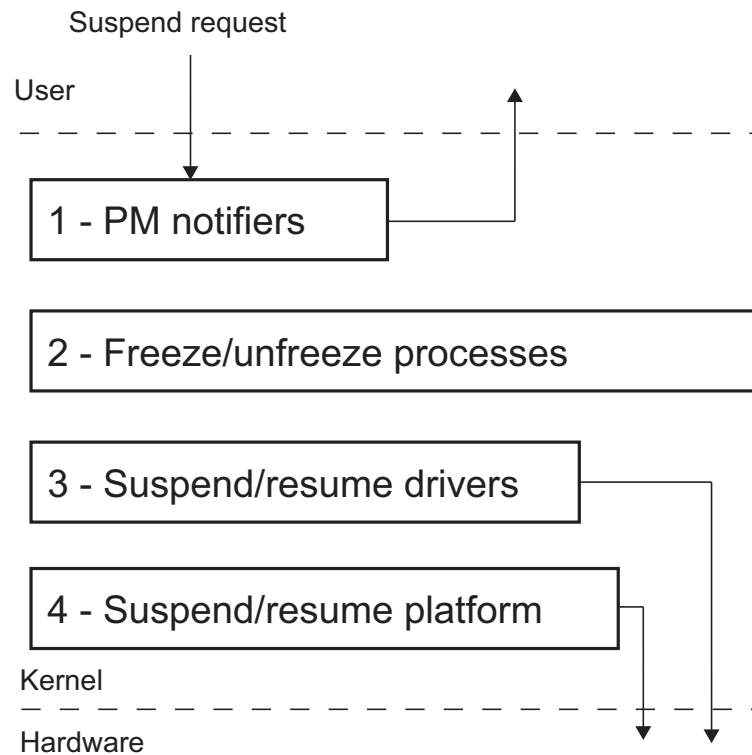 Suspend request
User
1 - PM notifiers
2 - Freeze/unfreeze processes
3 - Suspend/resume drivers
4 - Suspend/resume platform
Kernel
Hardware